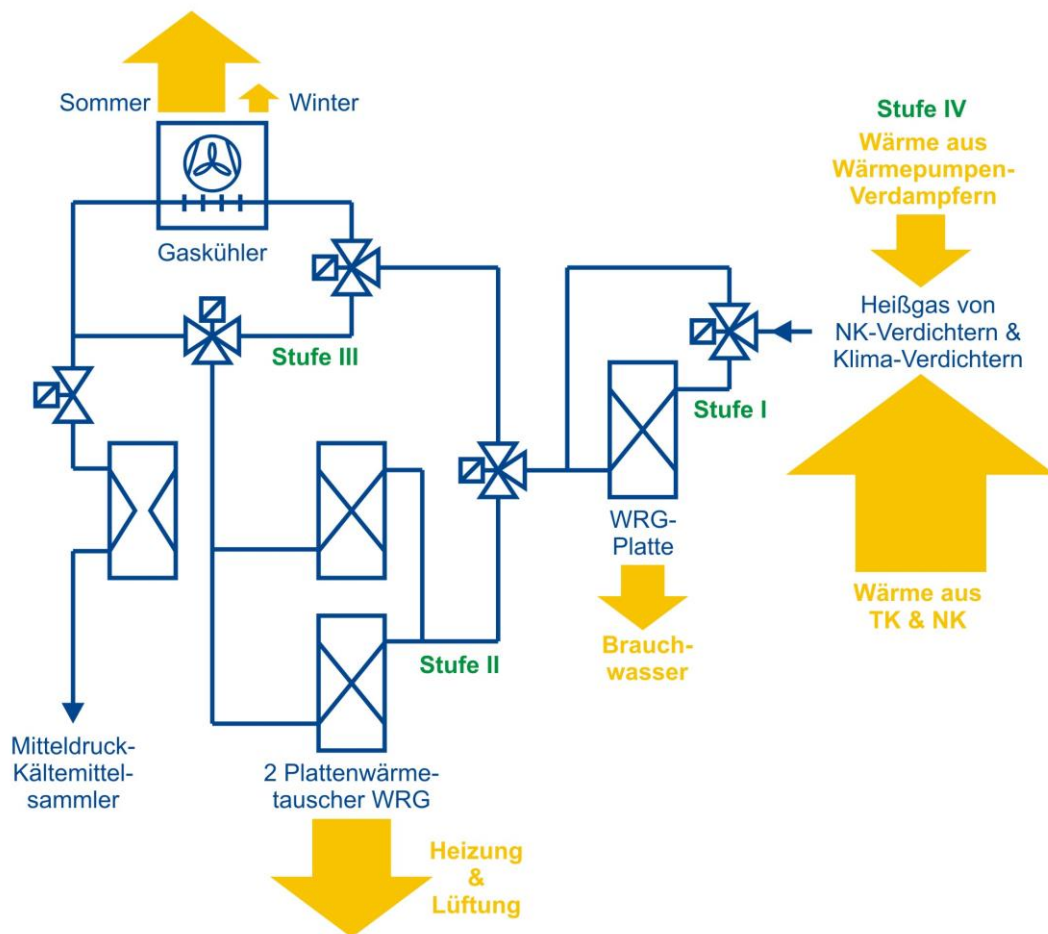 Sommer
Winter
Gaskühler
Stufe IV
Wärme aus
Wärmepumpen-
Verdampfern
Heißgas von
NK-Verdichtern &
Klima-Verdichtern
Stufe III
Stufe I
WRG-
Platte
Wärme aus
TK & NK
Brauch-
wasser
Stufe II
Mitteldruck-
Kältemittel-
sammler
2 Plattenwärme-
tauscher WRG
Heizung
&
Lüftung